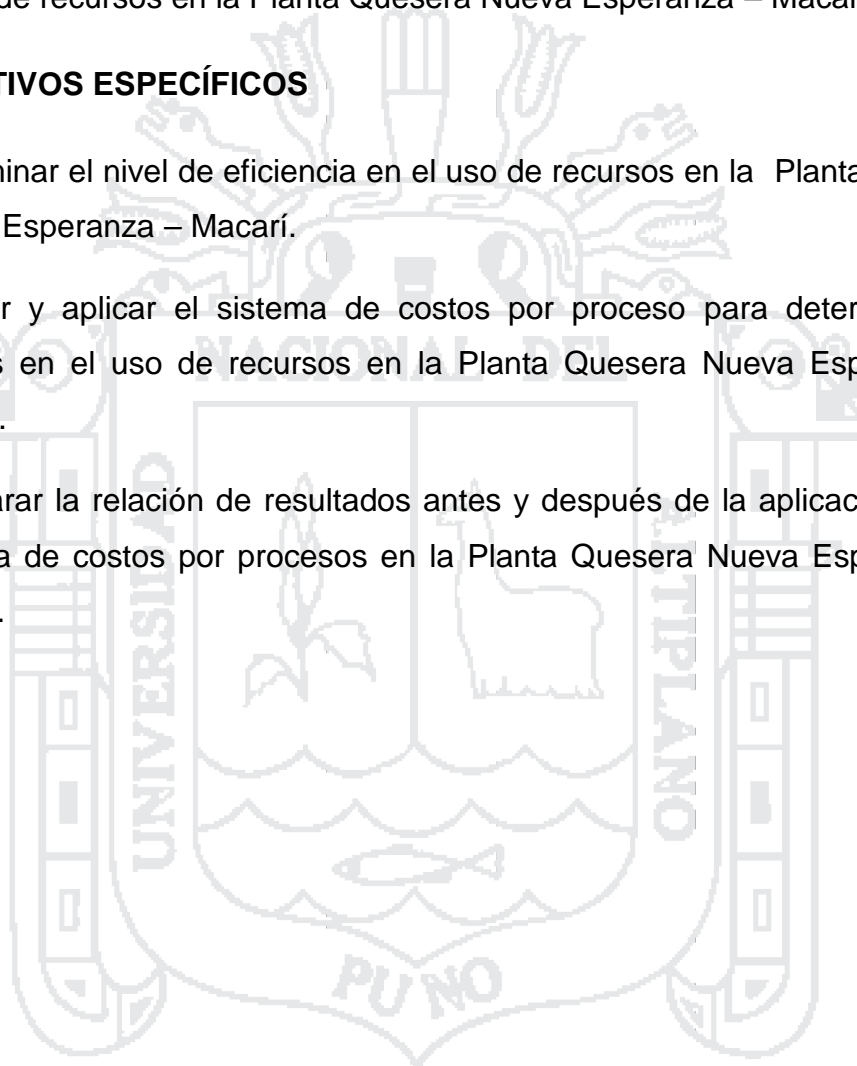 de recursos en la Planta Quesera Nueva Esperanza – Macar
TIVOS ESPECÍFICOS
inar el nivel de eficiencia en el uso de recursos en la Planta
Esperanza – Macarí.
r y aplicar el sistema de costos por proceso para deter
s en el uso de recursos en la Planta Quesera Nueva Esp
.
arar la relación de resultados antes y después de la aplicac
a de costos por procesos en la Planta Quesera Nueva Esp
.
NACIONAL DEL
UNIVERSIDAD
ALTIPLANO
PUNO